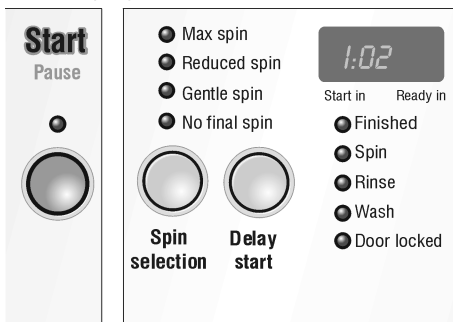 Start
Pause
Max spin
Reduced spin
Gentle spin
No final spin
Spin
selection
Delay
start
1:02
Start in
Ready in
Finished
Spin
Rinse
Wash
Door locked